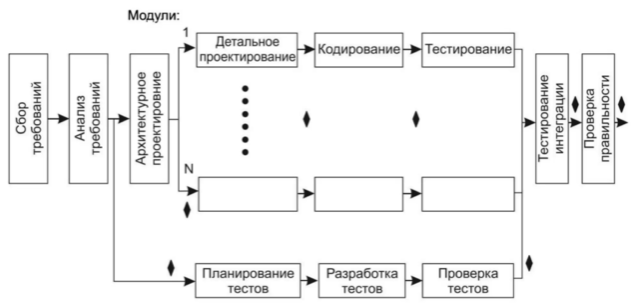 Модули:
1
Детальное
проектирование
Кодирование
Тестирование
Сбор
требований
Анализ
требований
Архитектурное
проектировние
N
Тестирование
интеграции
Проверка
правильности
Планирование
тестов
Разработка
тестов
Проверка
тестов